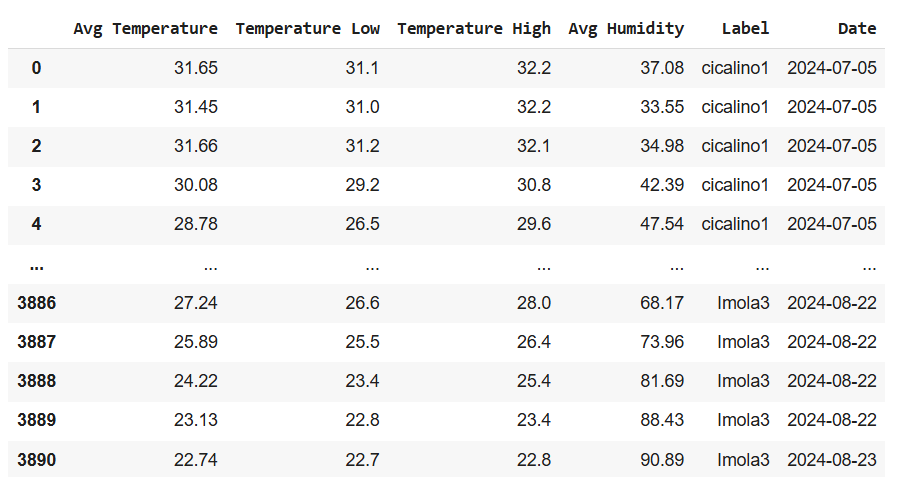 Avg Temperature Temperature Low Temperature High Avg Humidity Label Date
0 31.65 31.1 32.2 37.08 cicalino1 2024-07-05
1 31.45 31.0 32.2 33.55 cicalino1 2024-07-05
2 31.66 31.2 32.1 34.98 cicalino1 2024-07-05
3 30.08 29.2 30.8 42.39 cicalino1 2024-07-05
4 28.78 26.5 29.6 47.54 cicalino1 2024-07-05
... ... ... ... ... ... ...
3886 27.24 26.6 28.0 68.17 Imola3 2024-08-22
3887 25.89 25.5 26.4 73.96 Imola3 2024-08-22
3888 24.22 23.4 25.4 81.69 Imola3 2024-08-22
3889 23.13 22.8 23.4 88.43 Imola3 2024-08-22
3890 22.74 22.7 22.8 90.89 Imola3 2024-08-23